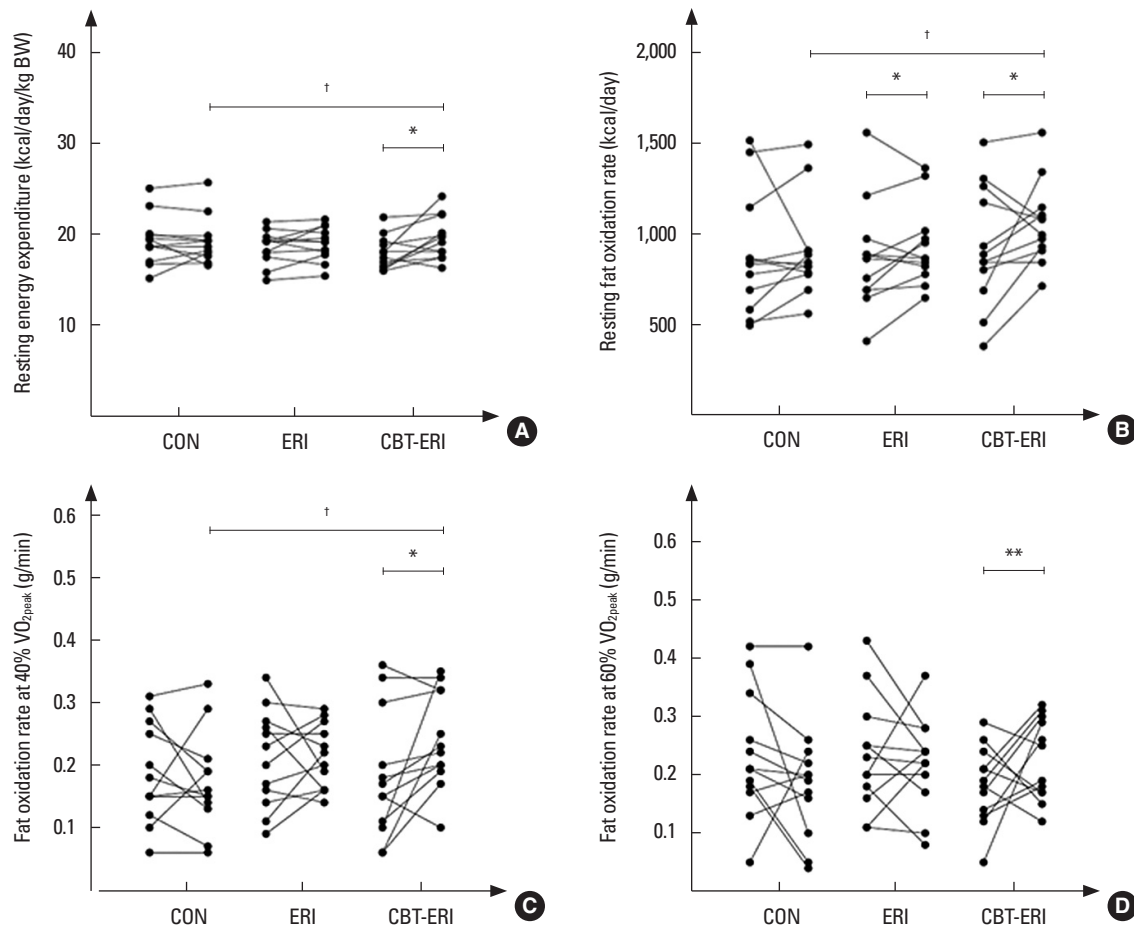 Resting energy expenditure (kcal/day/kg BW)
40
30
20
10
†
*
CON
ERI
CBT-ERI
A
Resting fat oxidation rate (kcal/day)
2,000
1,500
1,000
500
†
*
*
CON
ERI
CBT-ERI
B
Fat oxidation rate at 40% VO2peak (g/min)
0.6
0.5
0.4
0.3
0.2
0.1
†
*
CON
ERI
CBT-ERI
C
Fat oxidation rate at 60% VO2peak (g/min)
0.6
0.5
0.4
0.3
0.2
0.1
**
CON
ERI
CBT-ERI
D